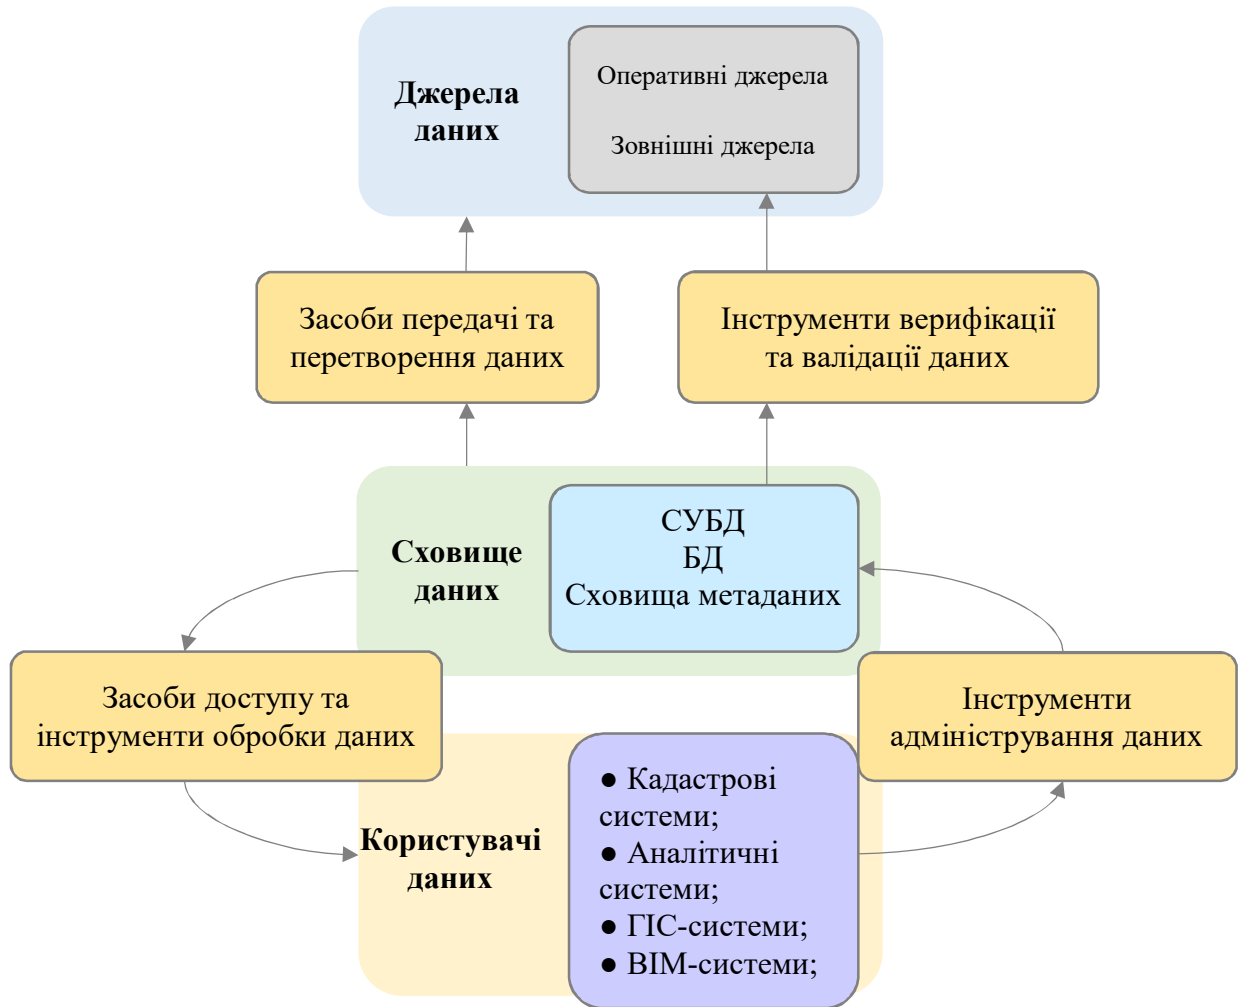 Джерела
даних
Оперативні джерела
Зовнішні джерела
Засоби передачі та
перетворення даних
Інструменти верифікації
та валідації даних
Сховище
даних
СУБД
БД
Сховища метаданих
Засоби доступу та
інструменти обробки даних
Інструменти
адміністрування даних
Користувачі
даних
● Кадастрові
системи;
● Аналітичні
системи;
● ГІС-системи;
● ВІМ-системи;